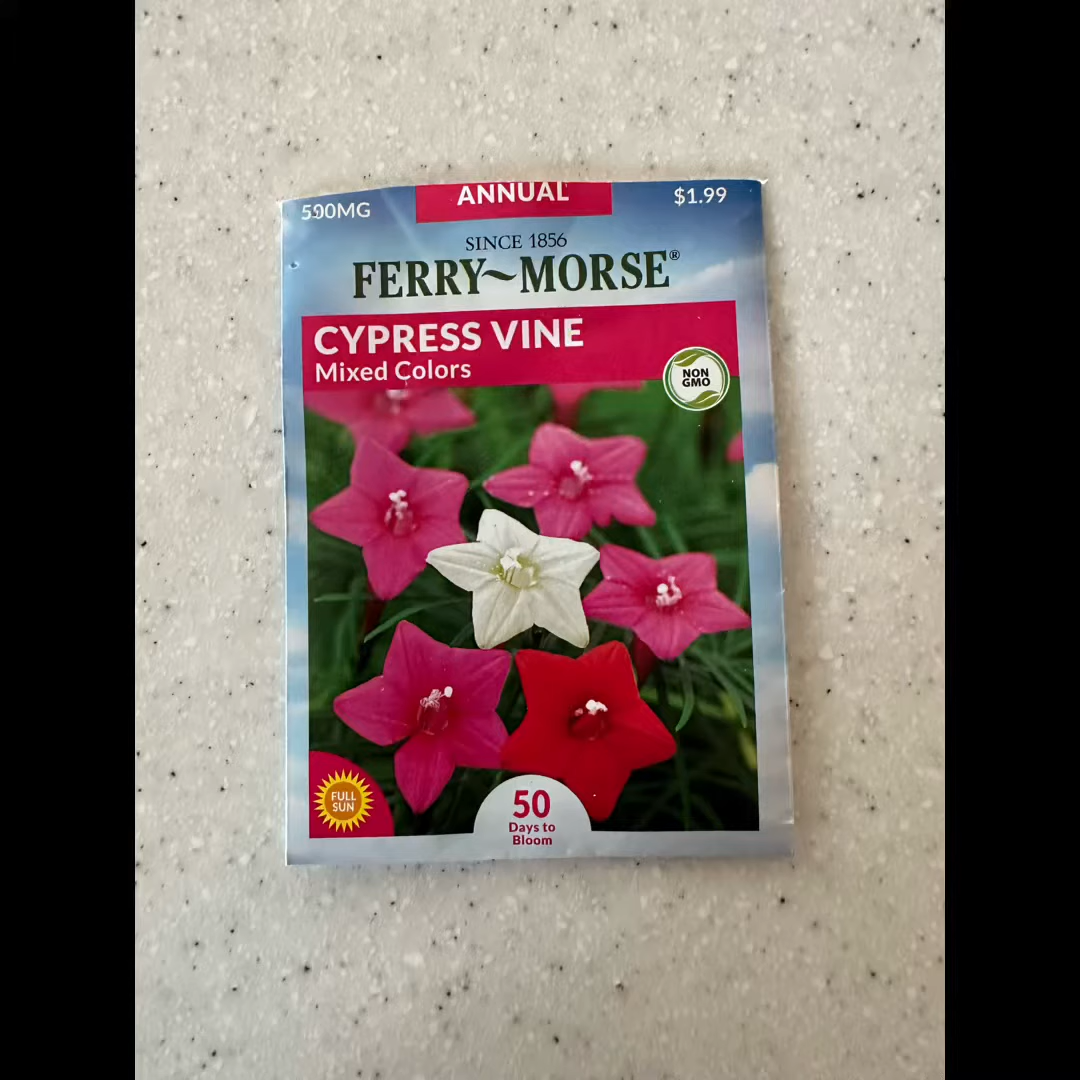 ANNUAL
500MG
$1.99
SINCE 1856
FERRY~MORSE®
CYPRESS VINE
Mixed Colors
NON
GMO
FULL
SUN
50
Days to
Bloom